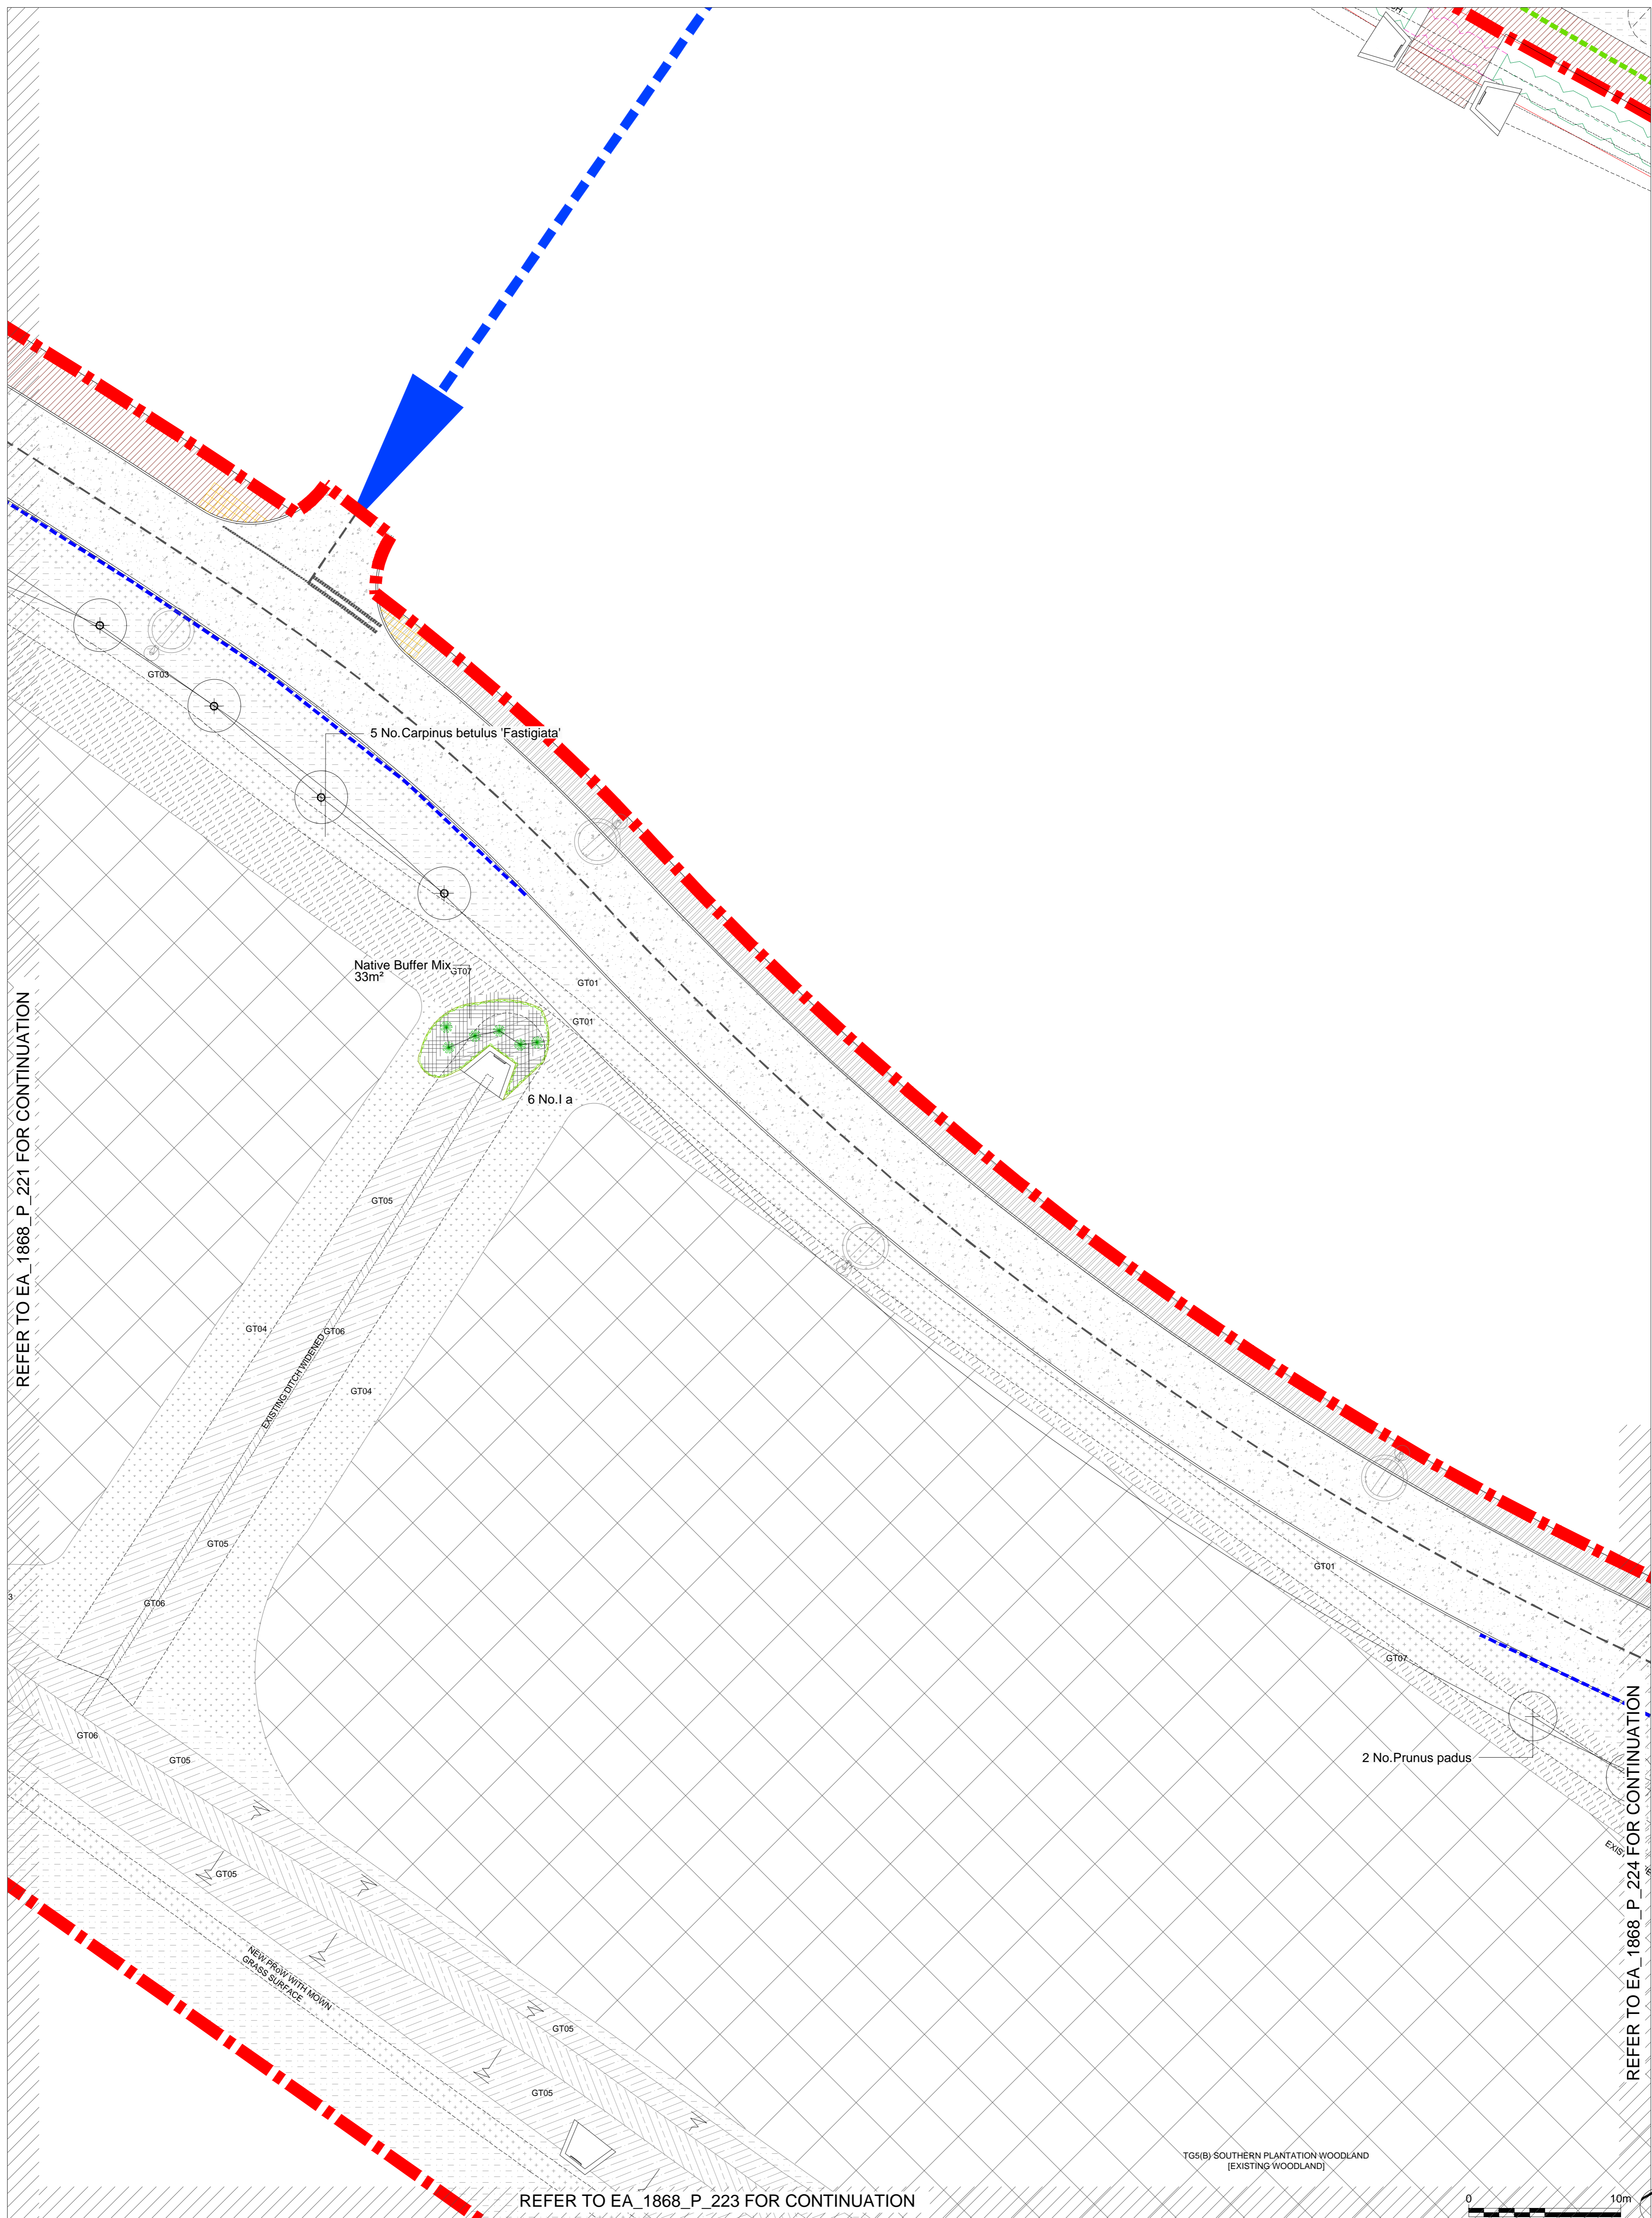 GT03
5 No.Carpinus betulus 'Fastigiata'
Native Buffer Mix
33m²
GT07
GT01
GT01
6 No.I a
REFER TO EA_1868_P_221 FOR CONTINUATION
GT05
GT04
GT06
EXISTING DITCH WIDENED
GT04
GT05
GT06
3
GT01
GT07
GT06
GT05
2 No.Prunus padus
REFER TO EA_1868_P_224 FOR CONTINUATION
GT05
NEW PRoW WITH MOWN
GRASS SURFACE
GT05
GT05
TG5(B) SOUTHERN PLANTATION WOODLAND
[EXISTING WOODLAND]
REFER TO EA_1868_P_223 FOR CONTINUATION
0 10m